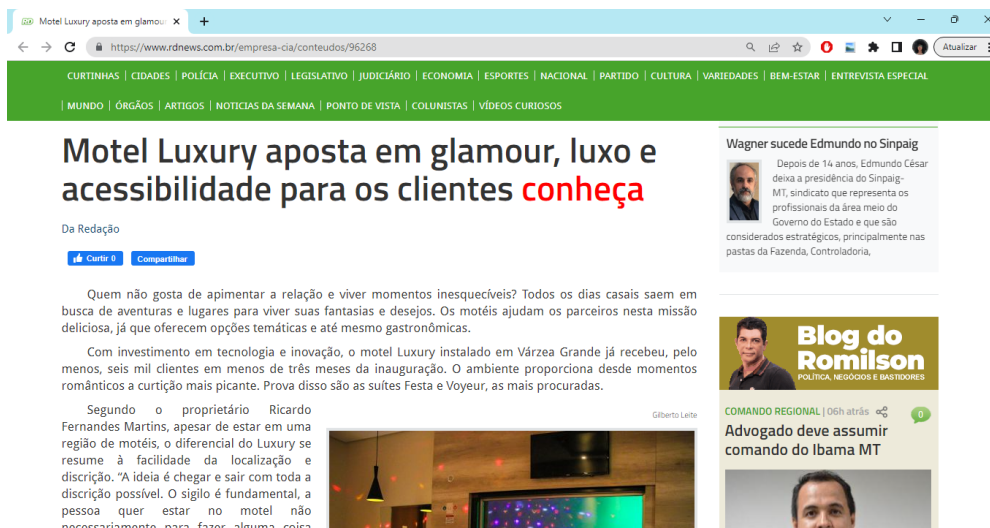 Motel Luxury aposta em glamou
https://www.rdnews.com.br/empresa-cia/conteudos/96268
Atualizar
CURTINHAS | CIDADES | POLÍCIA | EXECUTIVO | LEGISLATIVO | JUDICIÁRIO | ECONOMIA | ESPORTES | NACIONAL | PARTIDO | CULTURA | VARIEDADES | BEM-ESTAR | ENTREVISTA ESPECIAL
| MUNDO | ÓRGÃOS | ARTIGOS | NOTICIAS DA SEMANA | PONTO DE VISTA | COLUNISTAS | VÍDEOS CURIOSOS
Motel Luxury aposta em glamour, luxo e
acessibilidade para os clientes conheça
Da Redação
Curtir 0 Compartilhar
Quem não gosta de apimentar a relação e viver momentos inesquecíveis? Todos os dias casais saem em
busca de aventuras e lugares para viver suas fantasias e desejos. Os motéis ajudam os parceiros nesta missão
deliciosa, já que oferecem opções temáticas e até mesmo gastronômicas.
Com investimento em tecnologia e inovação, o motel Luxury instalado em Várzea Grande já recebeu, pelo
menos, seis mil clientes em menos de três meses da inauguração. O ambiente proporciona desde momentos
românticos a curtição mais picante. Prova disso são as suítes Festa e Voyeur, as mais procuradas.
Segundo o proprietário Ricardo
Fernandes Martins, apesar de estar em uma
região de motéis, o diferencial do Luxury se
resume à facilidade da localização e
discrição. “A ideia é chegar e sair com toda a
discrição possível. O sigilo é fundamental, a
pessoa quer estar no motel não
necessariamente para fazer alguma coisa
Gilberto Leite
Wagner sucede Edmundo no Sinpaig
Depois de 14 anos, Edmundo César
deixa a presidência do Sinpaig-
MT, sindicato que representa os
profissionais da área meio do
Governo do Estado e que são
considerados estratégicos, principalmente nas
pastas da Fazenda, Controladoria,
Blog do
Romilson
POLÍTICA, NEGÓCIOS E BASTIDORES
COMANDO REGIONAL | 06h atrás 0
Advogado deve assumir
comando do Ibama MT